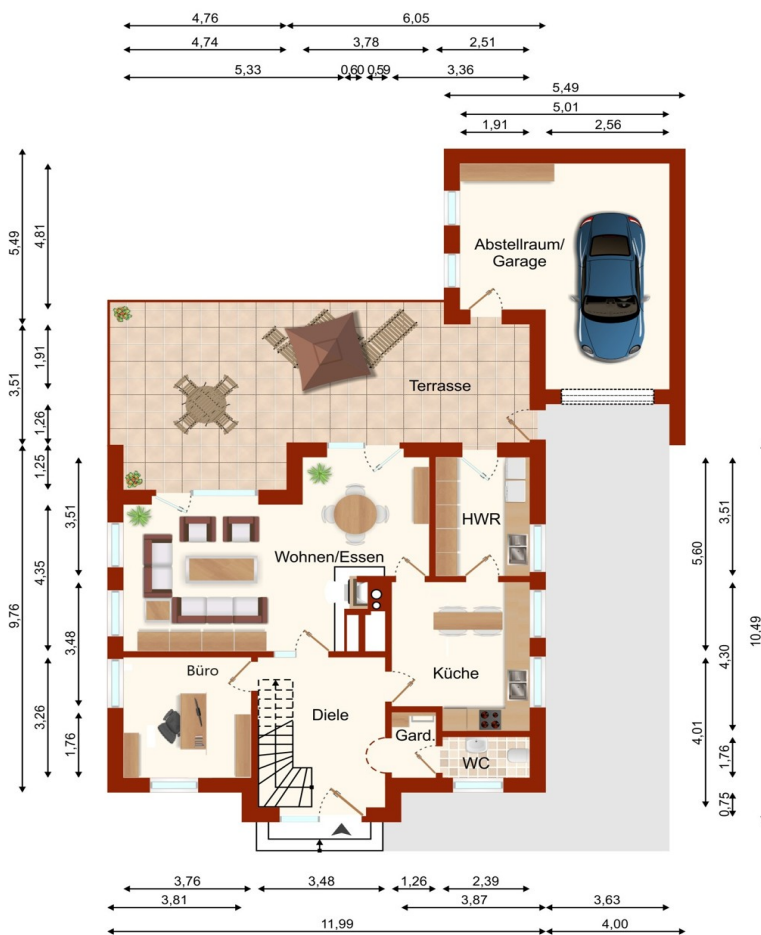 4,76 6,05
4,74 3,78 2,51
5,33 0,60 0,59 3,36
5,49
5,01
1,91 2,56
5,49
4,81
3,51
1,91
1,26
1,25
9,76
3,51
4,35
3,48
3,26
1,76
Abstellraum/
Garage
Terrasse
HWR
Wohnen/Essen
Küche
Büro
Diele
Gard.
WC
3,51
5,60
10,49
4,30
4,01
1,76
0,75
3,76 3,48 1,26 2,39
3,81 3,87 3,63
11,99 4,00